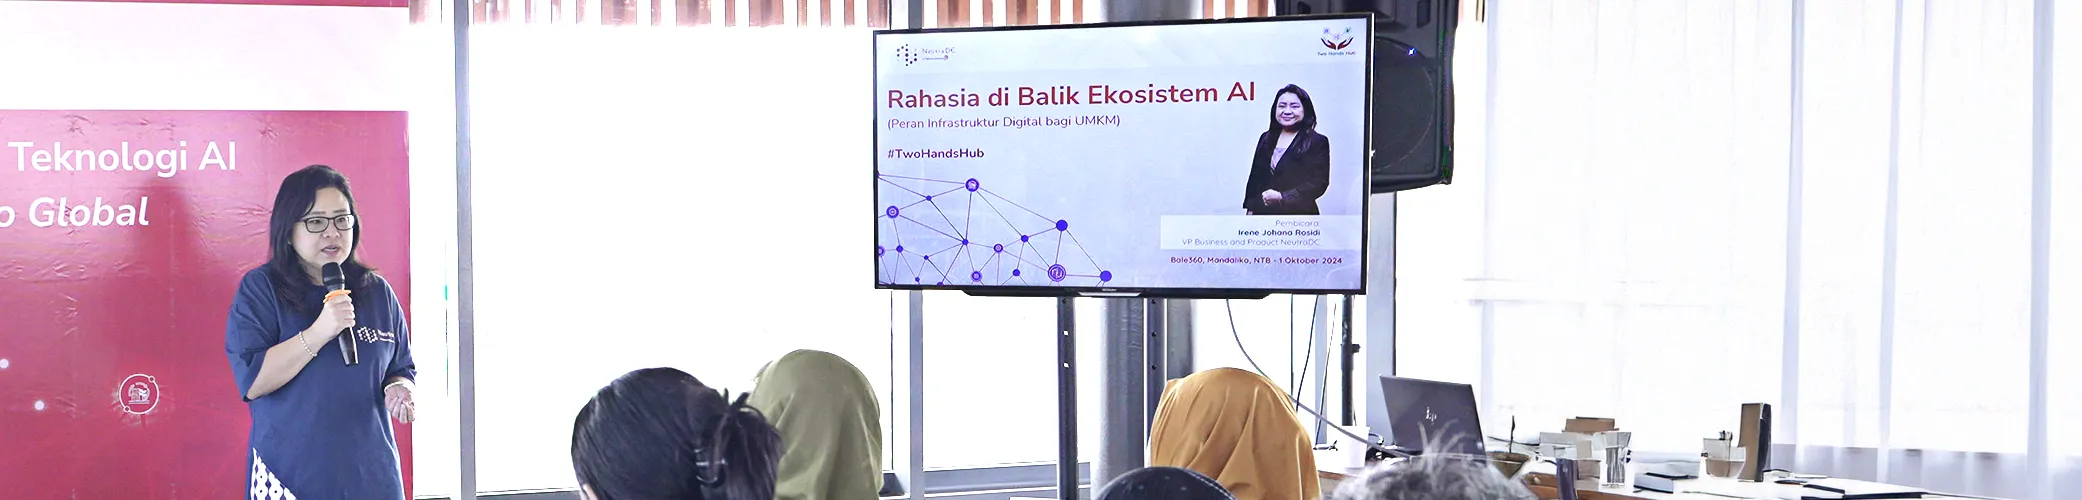 Teknologi AI
o Global
NeutraDC
Two Hands Hub
Rahasia di Balik Ekosistem AI
(Peran Infrastruktur Digital bagi UMKM)
#TwoHandsHub
Pembicara:
Irene Johana Rosidi
VP Business and Product NeutraDC
Bale360, Mandalika, NTB - 1 Oktober 2024
hp